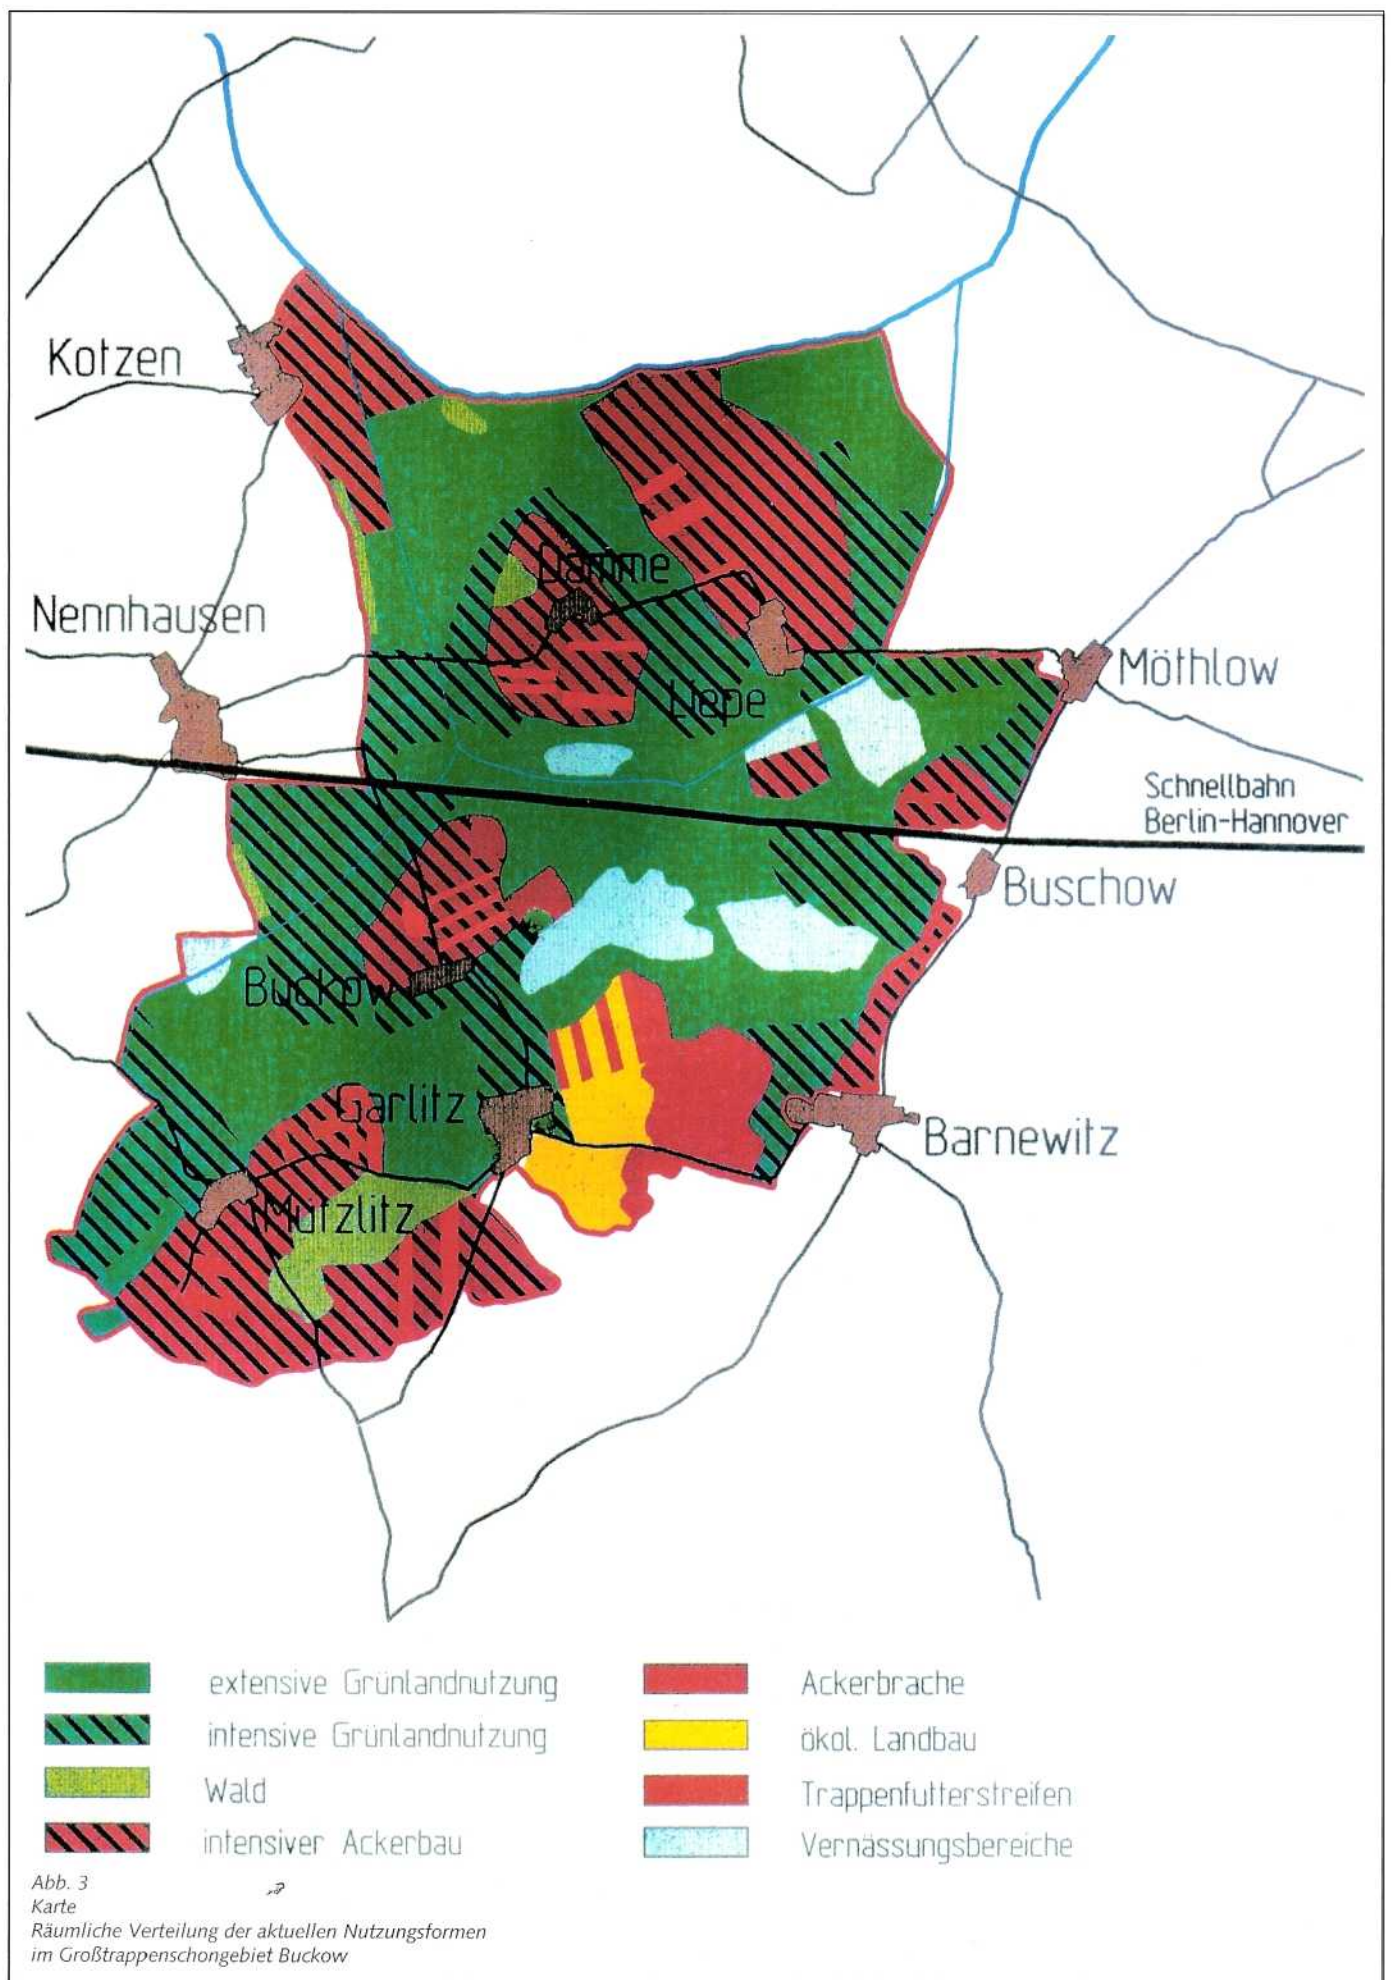 Kotzen
Damme
Nennhausen
Liepe
Möthlow
Schnellbahn
Berlin-Hannover
Buschow
Buckow
Garlitz
Barnewitz
Mützlitz
extensive Grünlandnutzung
intensive Grünlandnutzung
Wald
intensiver Ackerbau
Ackerbrache
ökol. Landbau
Trappenfutterstreifen
Vernässungsbereiche
Abb. 3
Karte
Räumliche Verteilung der aktuellen Nutzungsformen
im Großtrappenschongebiet Buckow